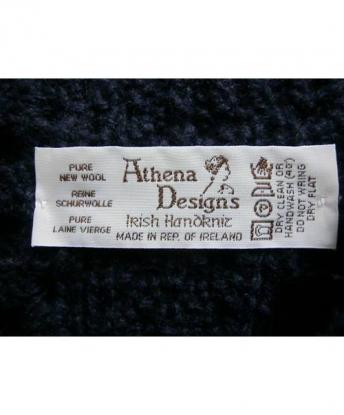 PURE
NEW WOOL
REINE
SCHURWOLLE
PURE
LAINE VIERGE
Athena
Designs
Irish Handknit
MADE IN REP. OF IRELAND
DRY CLEAN OR
HANDWASH (40°)
DO NOT WRING
DRY FLAT